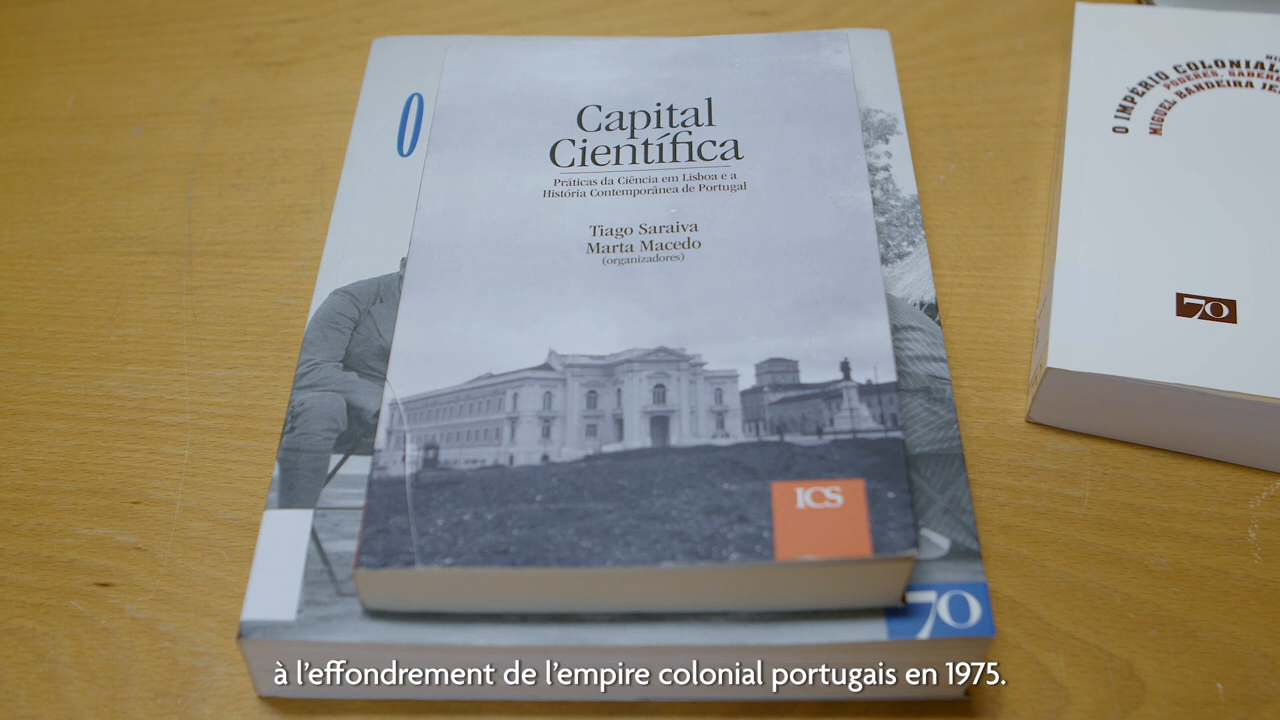 0
Capital
Científica
Práticas da Ciência em Lisboa e a
História Contemporânea de Portugal
Tiago Saraiva
Marta Macedo
(organizadores)
ICS
70
O IMPÉRIO COLONIAL
PODERES, SABERE
MIGUEL BANDEIRA JE
70
à l’effondrement de l’empire colonial portugais en 1975.